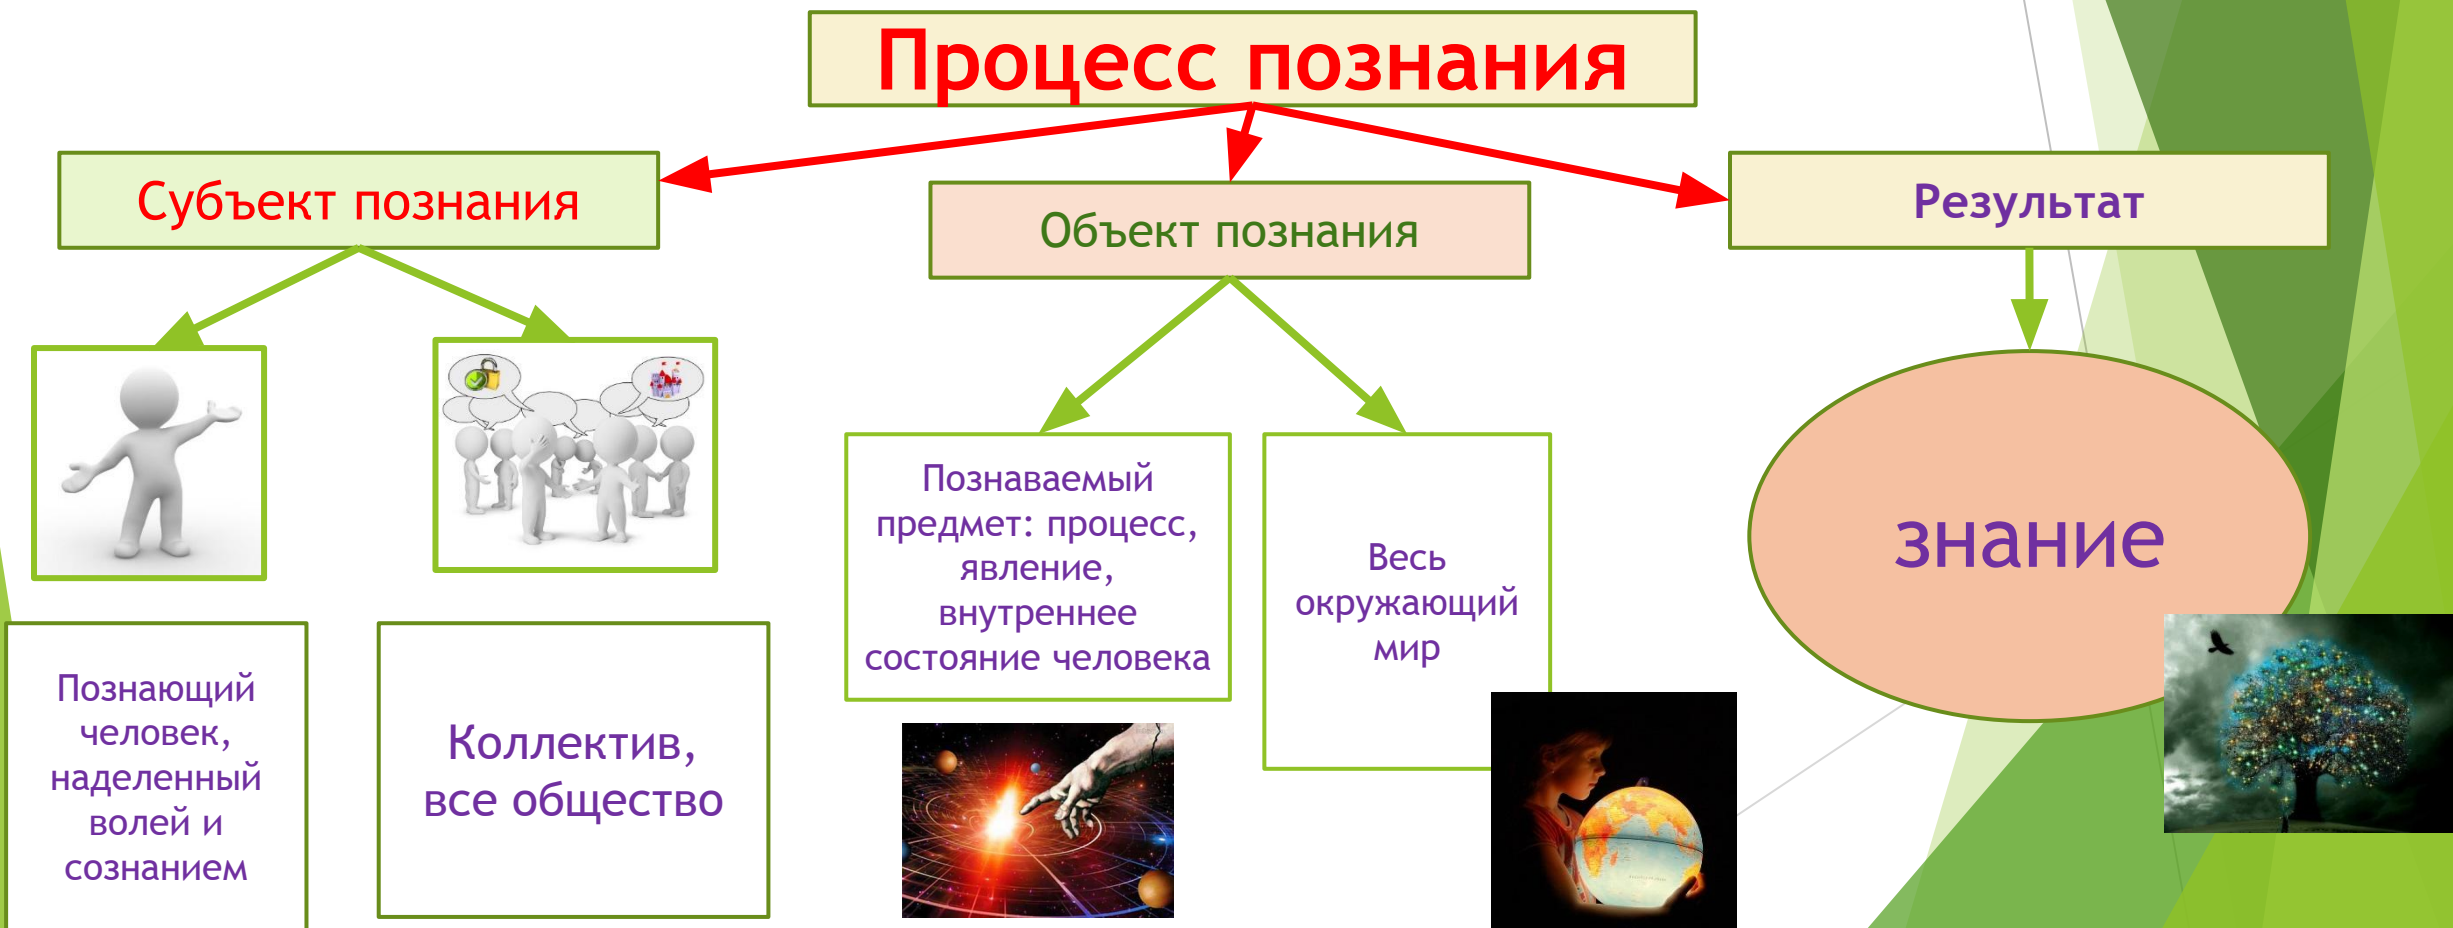 Процесс познания
Субъект познания
Объект познания
Результат
Познаваемый
предмет: процесс,
явление,
внутреннее
состояние человека
Весь
окружающий
мир
знание
Познающий
человек,
наделенный
волей и
сознанием
Коллектив,
все общество